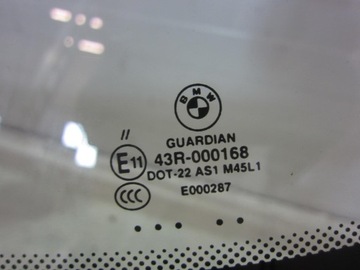 BMW
GUARDIAN
//
E11 43R-000168
DOT-22 AS1 M45L1
CCC E000287